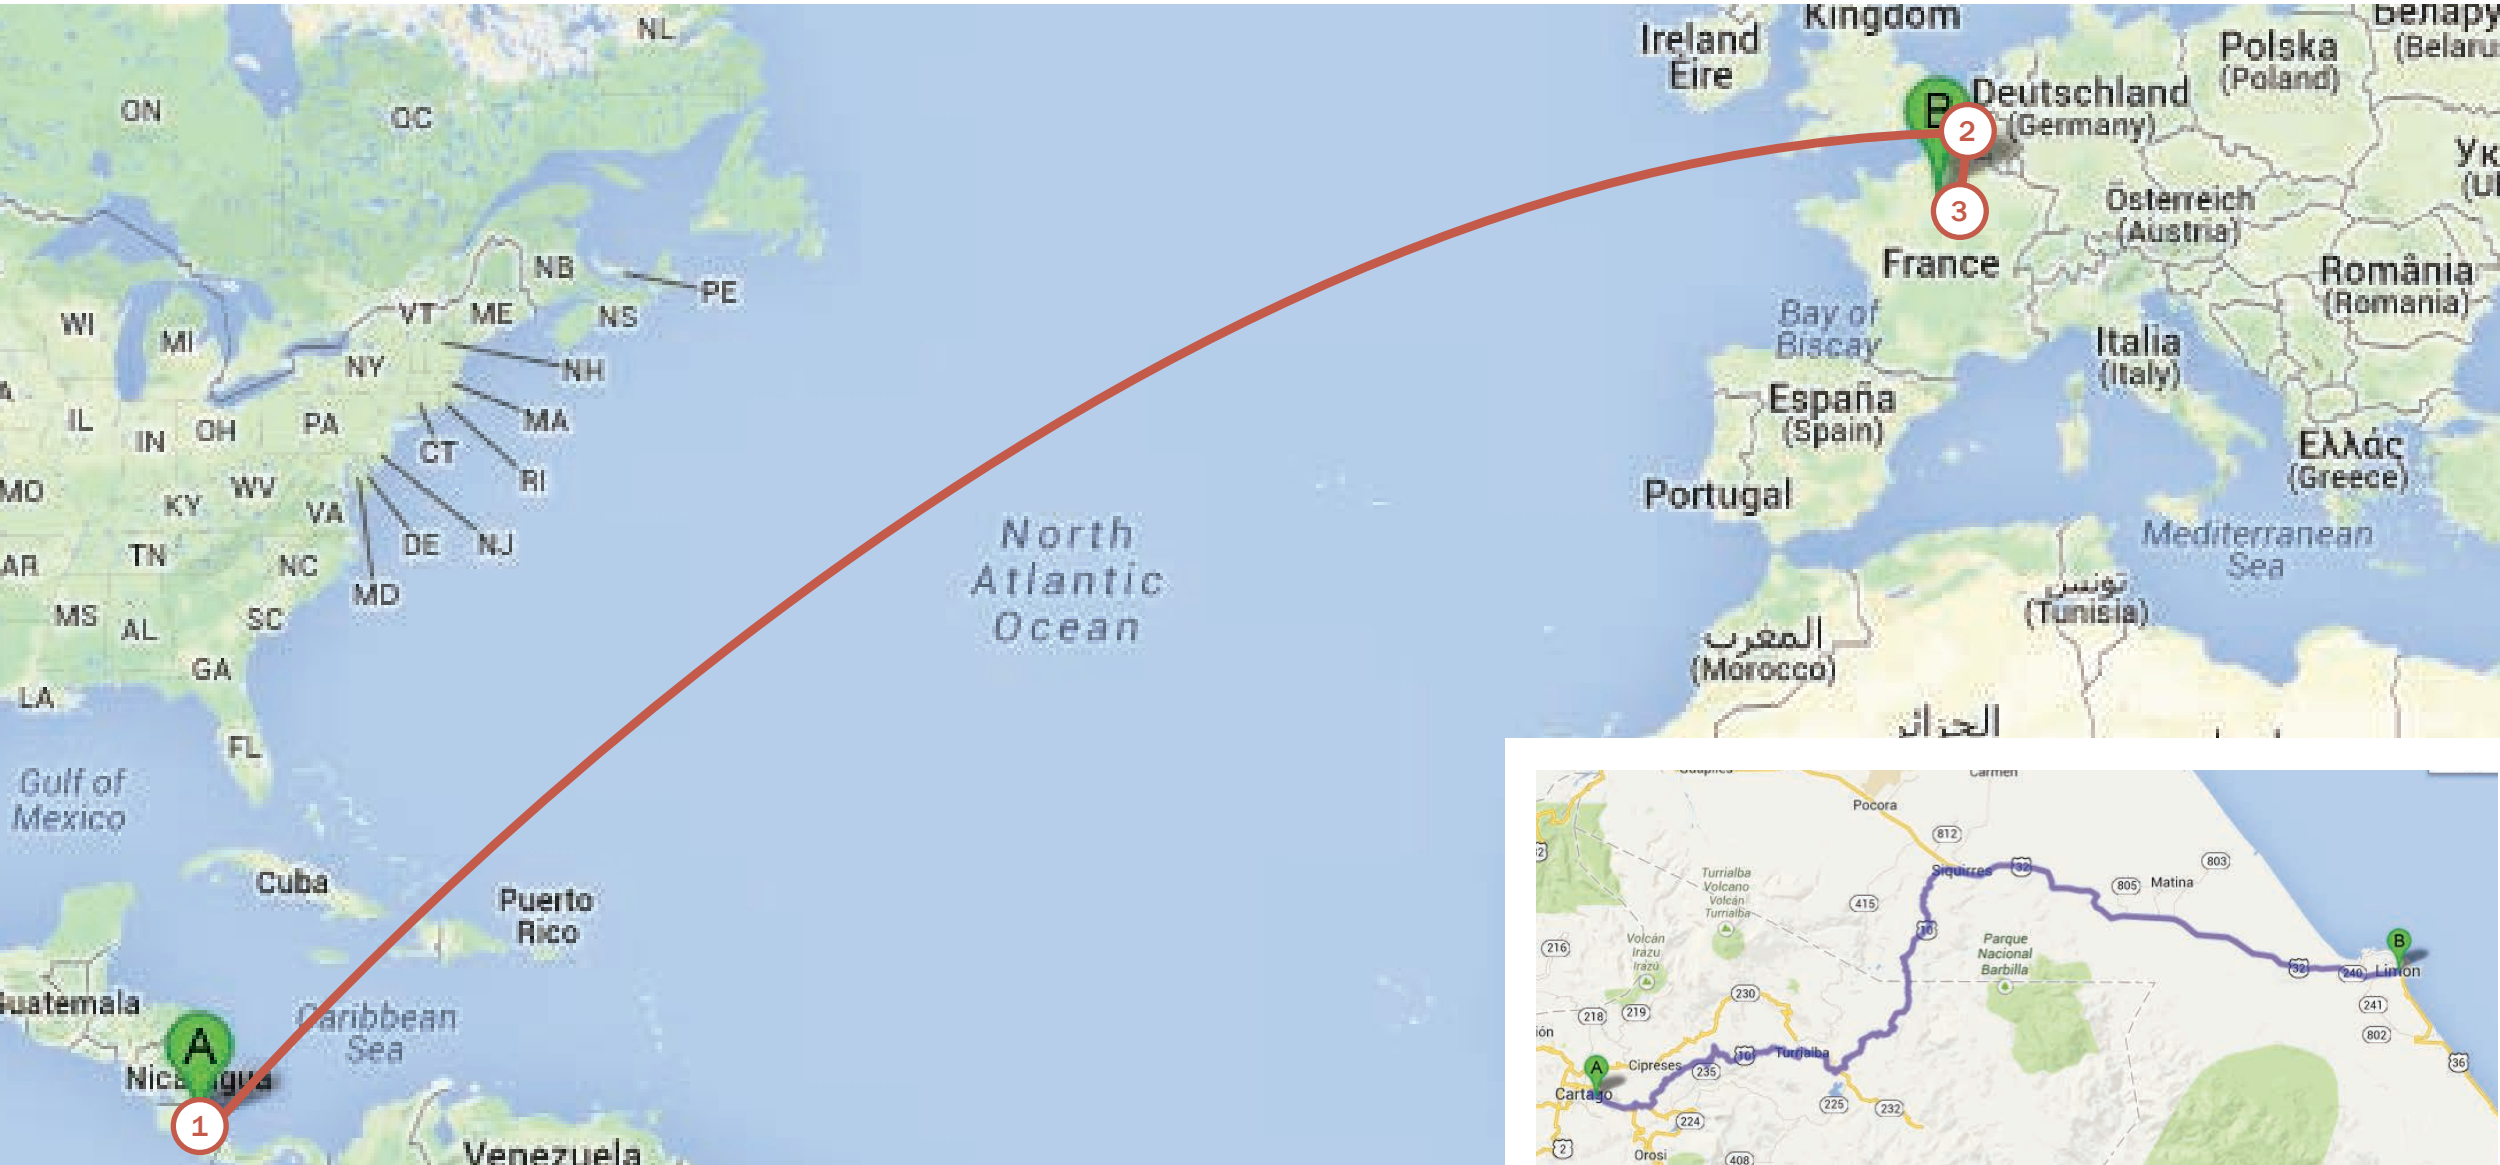 NL
ON
QC
NB
PE
VT
ME
NS
WI
MI
NY
NH
MA
IL
IN
OH
PA
CT
RI
MO
KY
WV
VA
DE
NJ
AR
TN
NC
MD
MS
AL
SC
GA
LA
FL
Gulf of
Mexico
Cuba
Puerto
Rico
Caribbean
Sea
A
1
Venezuela
North
Atlantic
Ocean
Ireland
Éire
Kingdom
B
2
3
Deutschland
(Germany)
Polska
(Poland)
Österreich
(Austria)
France
Bay of
Biscay
România
(Romania)
Italia
(Italy)
España
(Spain)
Portugal
Ελλάς
(Greece)
Mediterranean
Sea
تونس
(Tunisia)
المغرب
(Morocco)
Carmen
Pocora
812
803
Siquirres
32
805
Matina
Turrialba
Volcano
Volcán
Turrialba
415
10
216
Volcán
Irazu
Irazú
Parque
Nacional
Barbilla
B
32
240
Limon
230
218
219
241
802
A
Cipreses
235
10
Turrialba
36
Cartago
225
232
224
2
Orosi
408